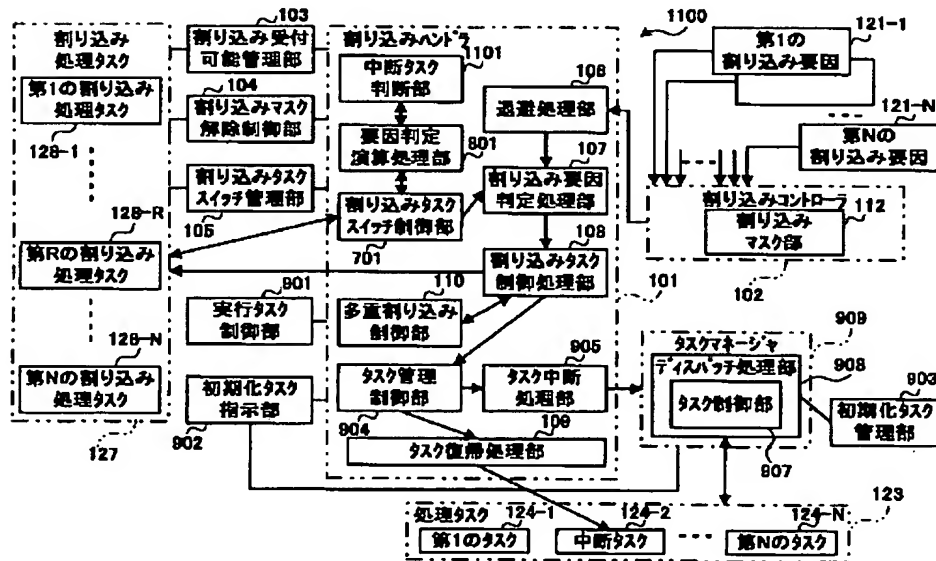 割り込み
処理タスク
第1の割り込み
処理タスク
128-1
128-R
第Rの割り込み
処理タスク
128-N
第Nの割り込み
処理タスク
127
103
割り込み受付
可能管理部
104
割り込みマスク
解除制御部
割り込みタスク
スイッチ管理部
105
901
実行タスク
制御部
初期化タスク
指示部
902
割り込みハンドラ
1101
中断タスク
判断部
要因判定
演算処理部
801
割り込みタスク
スイッチ制御部
701
106
退避処理部
107
割り込み要因
判定処理部
108
割り込みタスク
制御処理部
110
多重割り込み
制御部
101
タスク管理
制御部
904
905
タスク中断
処理部
109
タスク復帰処理部
1100
121-1
第1の
割り込み要因
121-N
第Nの
割り込み要因
割り込みコントローラ
割り込み
マスク部
112
102
909
タスクマネージャ
ディスパッチ処理部
908
タスク制御部
907
903
初期化タスク
管理部
処理タスク
123
124-1
第1のタスク
124-2
中断タスク
124-N
第Nのタスク